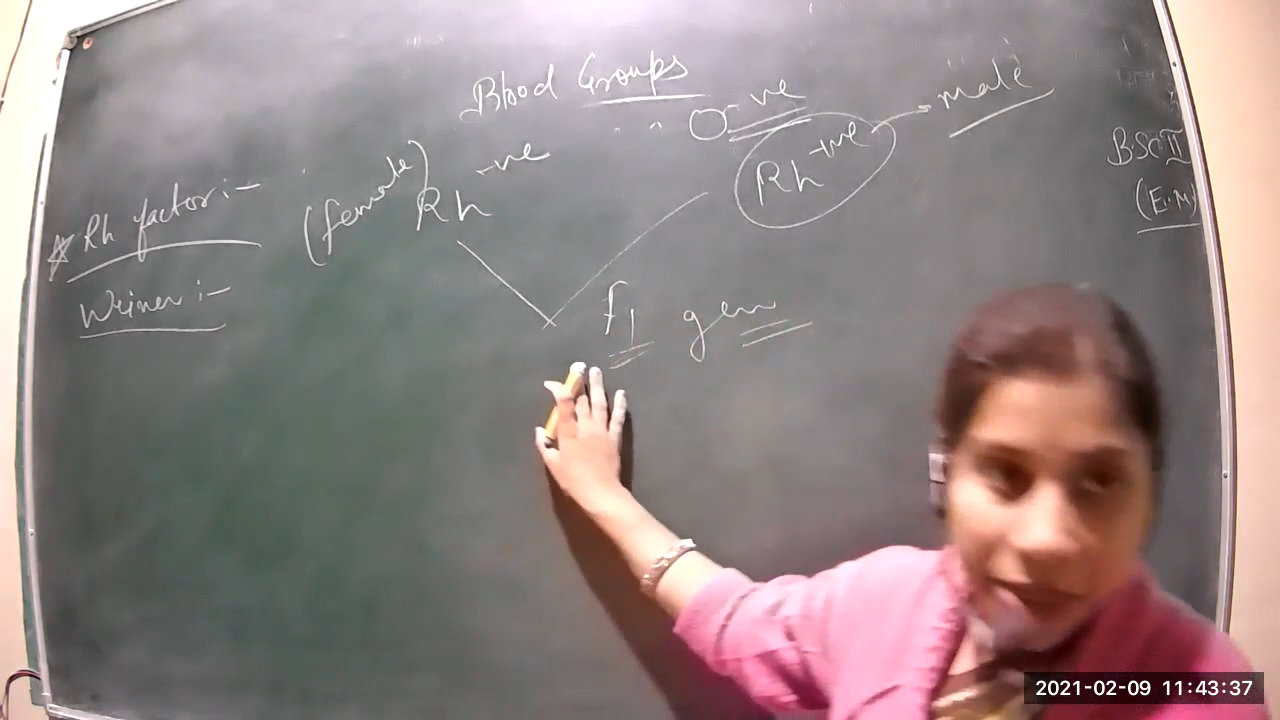 Blood Groups
O-ve
male
Rh-ve
B.SC II
(E.M)
(female) Rh-ve
* Rh factor:-
Weiner:-
f1 gen
2021-02-09 11:43:37